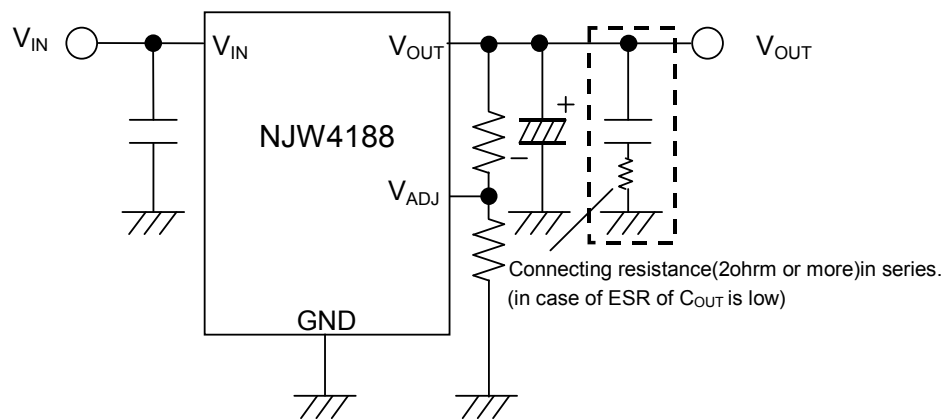 VIN
VIN
VOUT
VOUT
+
NJW4188
−
VADJ
Connecting resistance(2ohrm or more)in series.
(in case of ESR of COUT is low)
GND